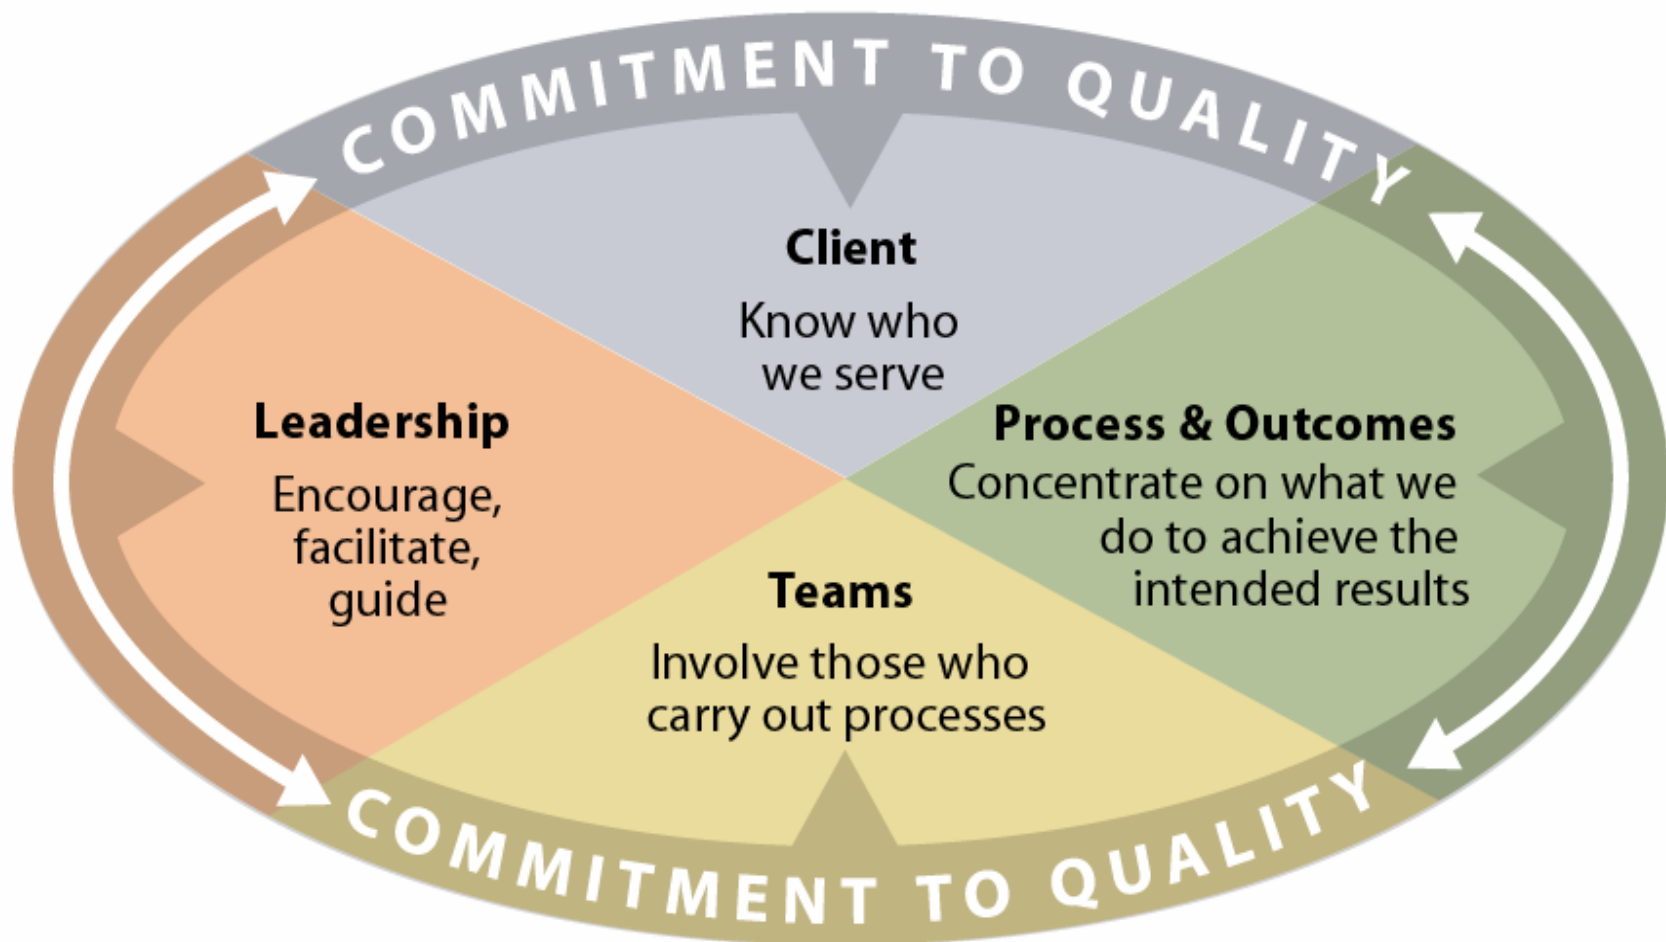 COMMITMENT TO QUALITY
Client
Know who
we serve
Leadership
Encourage,
facilitate,
guide
Process & Outcomes
Concentrate on what we
do to achieve the
intended results
Teams
Involve those who
carry out processes
COMMITMENT TO QUALITY